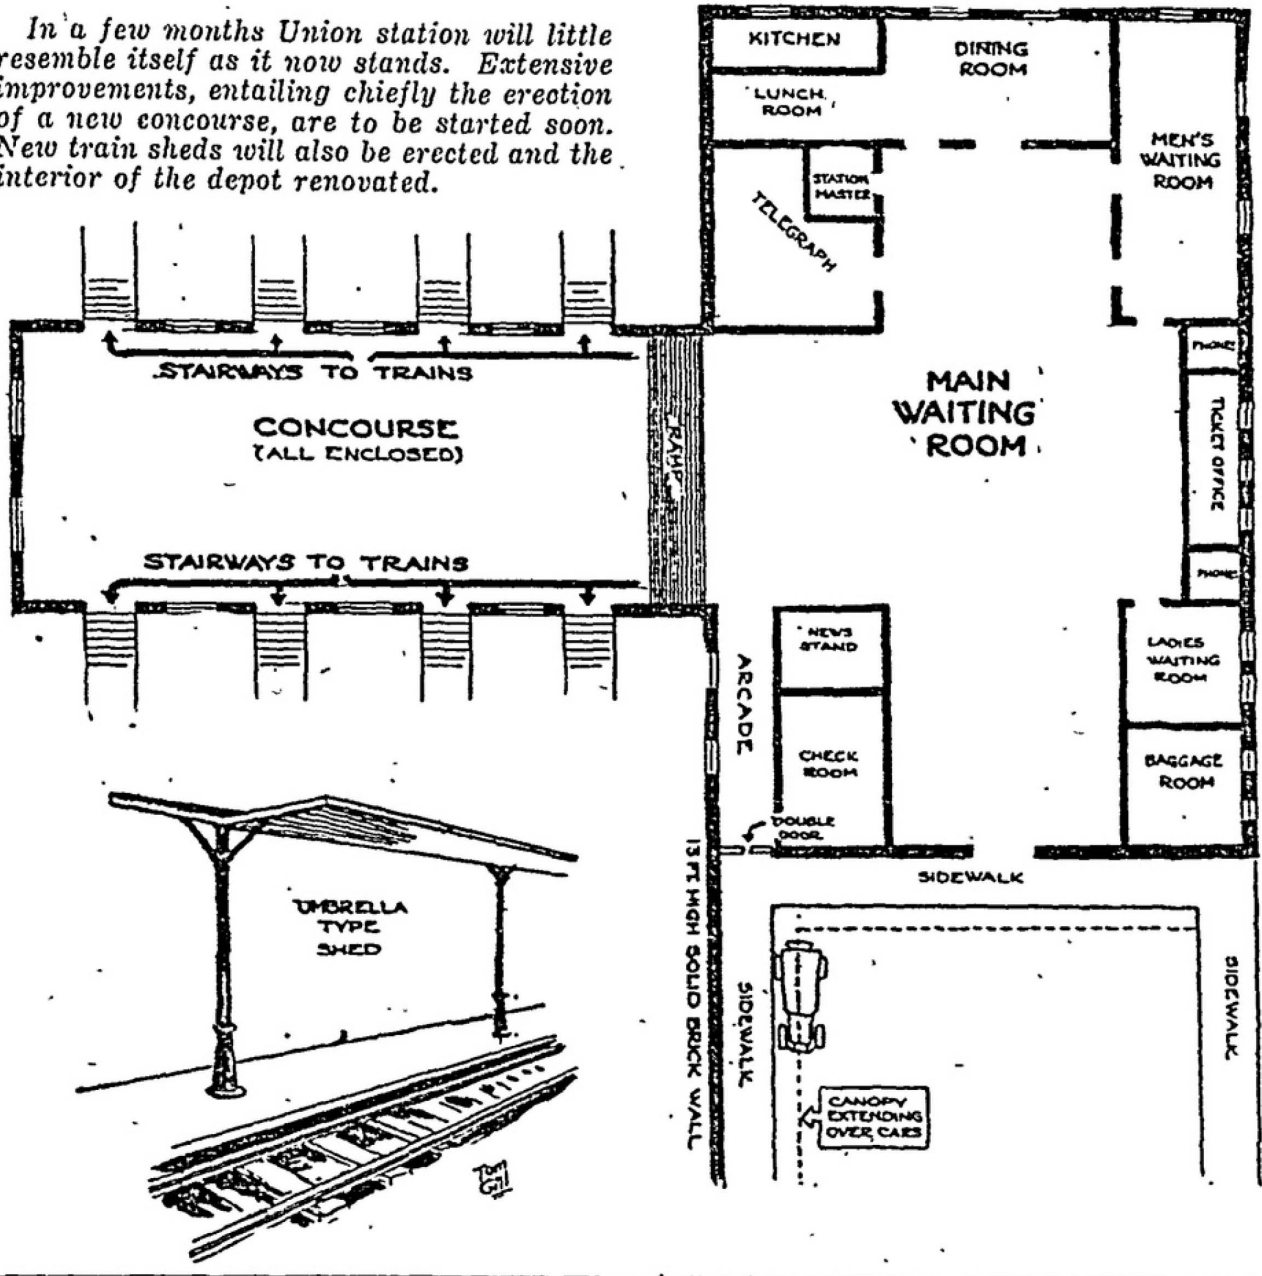 In a few months Union station will little
resemble itself as it now stands. Extensive
improvements, entailing chiefly the erection
of a new concourse, are to be started soon.
New train sheds will also be erected and the
interior of the depot renovated.
KITCHEN
DINING
ROOM
LUNCH
ROOM
MEN'S
WAITING
ROOM
STATION
MASTER
TELEGRAPH
STAIRWAYS TO TRAINS
CONCOURSE
(ALL ENCLOSED)
RAMP
MAIN
WAITING
ROOM
PHONES
TICKET OFFICE
STAIRWAYS TO TRAINS
PHONES
ARCADE
NEWS
STAND
LADIES
WAITING
ROOM
CHECK
ROOM
BAGGAGE
ROOM
DOUBLE
DOOR
13 FT. HIGH SOLID BRICK WALL
SIDEWALK
UMBRELLA
TYPE
SHED
SIDEWALK
SIDEWALK
CANOPY
EXTENDING
OVER CARS
Tom
Gill